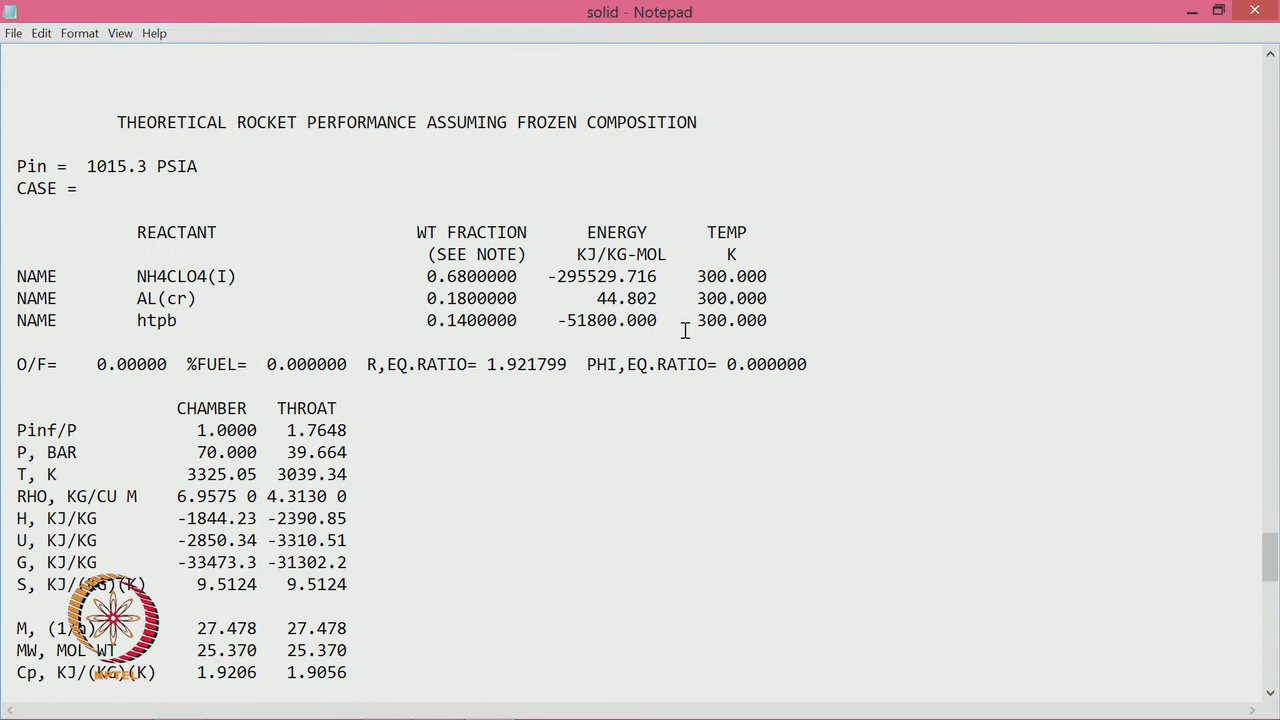 solid - Notepad
File Edit Format View Help
THEORETICAL ROCKET PERFORMANCE ASSUMING FROZEN COMPOSITION
Pin = 1015.3 PSIA
CASE =
REACTANT WT FRACTION ENERGY TEMP
(SEE NOTE) KJ/KG-MOL K
NAME NH4CLO4(I) 0.6800000 -295529.716 300.000
NAME AL(cr) 0.1800000 44.802 300.000
NAME htpb 0.1400000 -51800.000 300.000
O/F= 0.00000 %FUEL= 0.000000 R,EQ.RATIO= 1.921799 PHI,EQ.RATIO= 0.000000
CHAMBER THROAT
Pinf/P 1.0000 1.7648
P, BAR 70.000 39.664
T, K 3325.05 3039.34
RHO, KG/CU M 6.9575 0 4.3130 0
H, KJ/KG -1844.23 -2390.85
U, KJ/KG -2850.34 -3310.51
G, KJ/KG -33473.3 -31302.2
S, KJ/(KG)(K) 9.5124 9.5124
M, (1/n) 27.478 27.478
MW, MOL WT 25.370 25.370
Cp, KJ/(KG)(K) 1.9206 1.9056
NPTEL